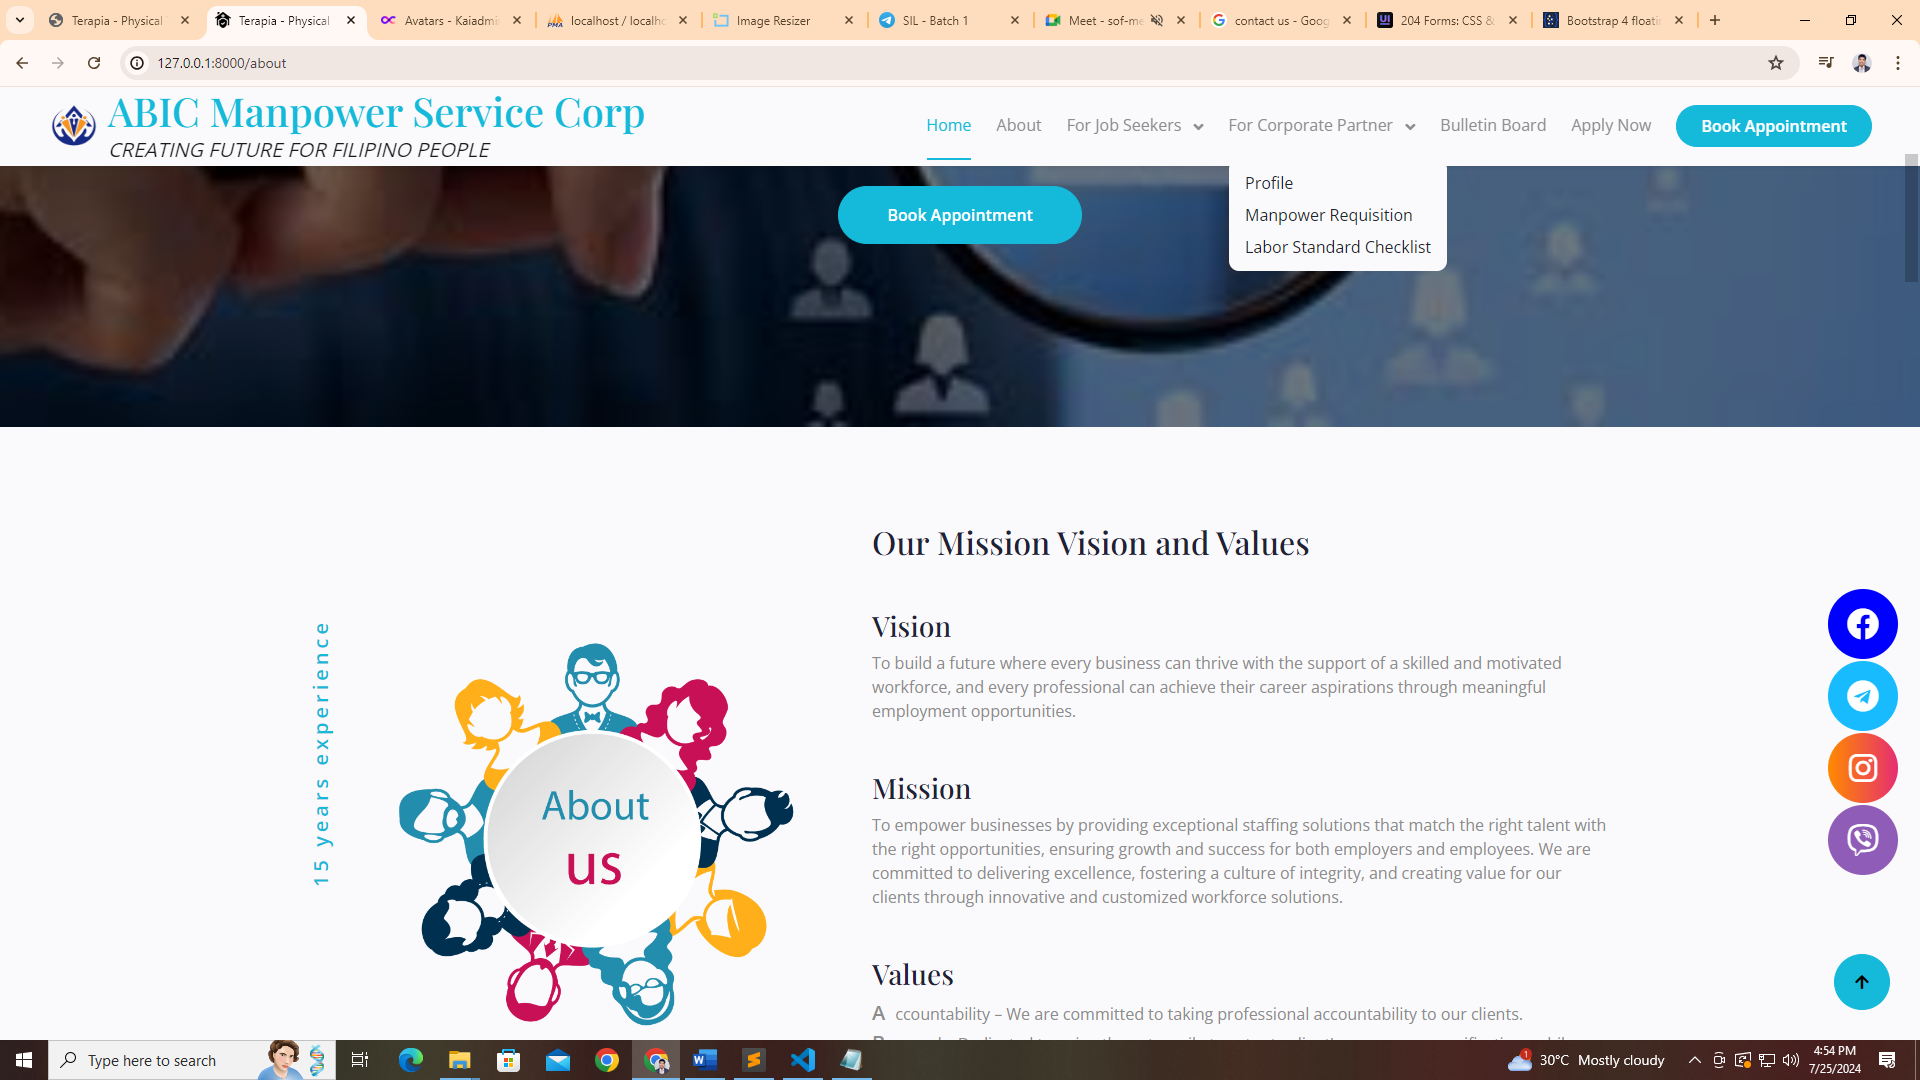 Terapia - Physical
Terapia - Physical
Avatars - Kaiadmi
localhost / localho
Image Resizer
SIL - Batch 1
Meet - sof-me
contact us - Goog
204 Forms: CSS &
Bootstrap 4 floatin
127.0.0.1:8000/about
ABIC Manpower Service Corp
CREATING FUTURE FOR FILIPINO PEOPLE
Home
About
For Job Seekers
For Corporate Partner
Bulletin Board
Apply Now
Book Appointment
Profile
Manpower Requisition
Labor Standard Checklist
Book Appointment
15 years experience
About
us
Our Mission Vision and Values
Vision
To build a future where every business can thrive with the support of a skilled and motivated
workforce, and every professional can achieve their career aspirations through meaningful
employment opportunities.
Mission
To empower businesses by providing exceptional staffing solutions that match the right talent with
the right opportunities, ensuring growth and success for both employers and employees. We are
committed to delivering excellence, fostering a culture of integrity, and creating value for our
clients through innovative and customized workforce solutions.
Values
A ccountability – We are committed to taking professional accountability to our clients.
Type here to search
30°C Mostly cloudy
4:54 PM
7/25/2024